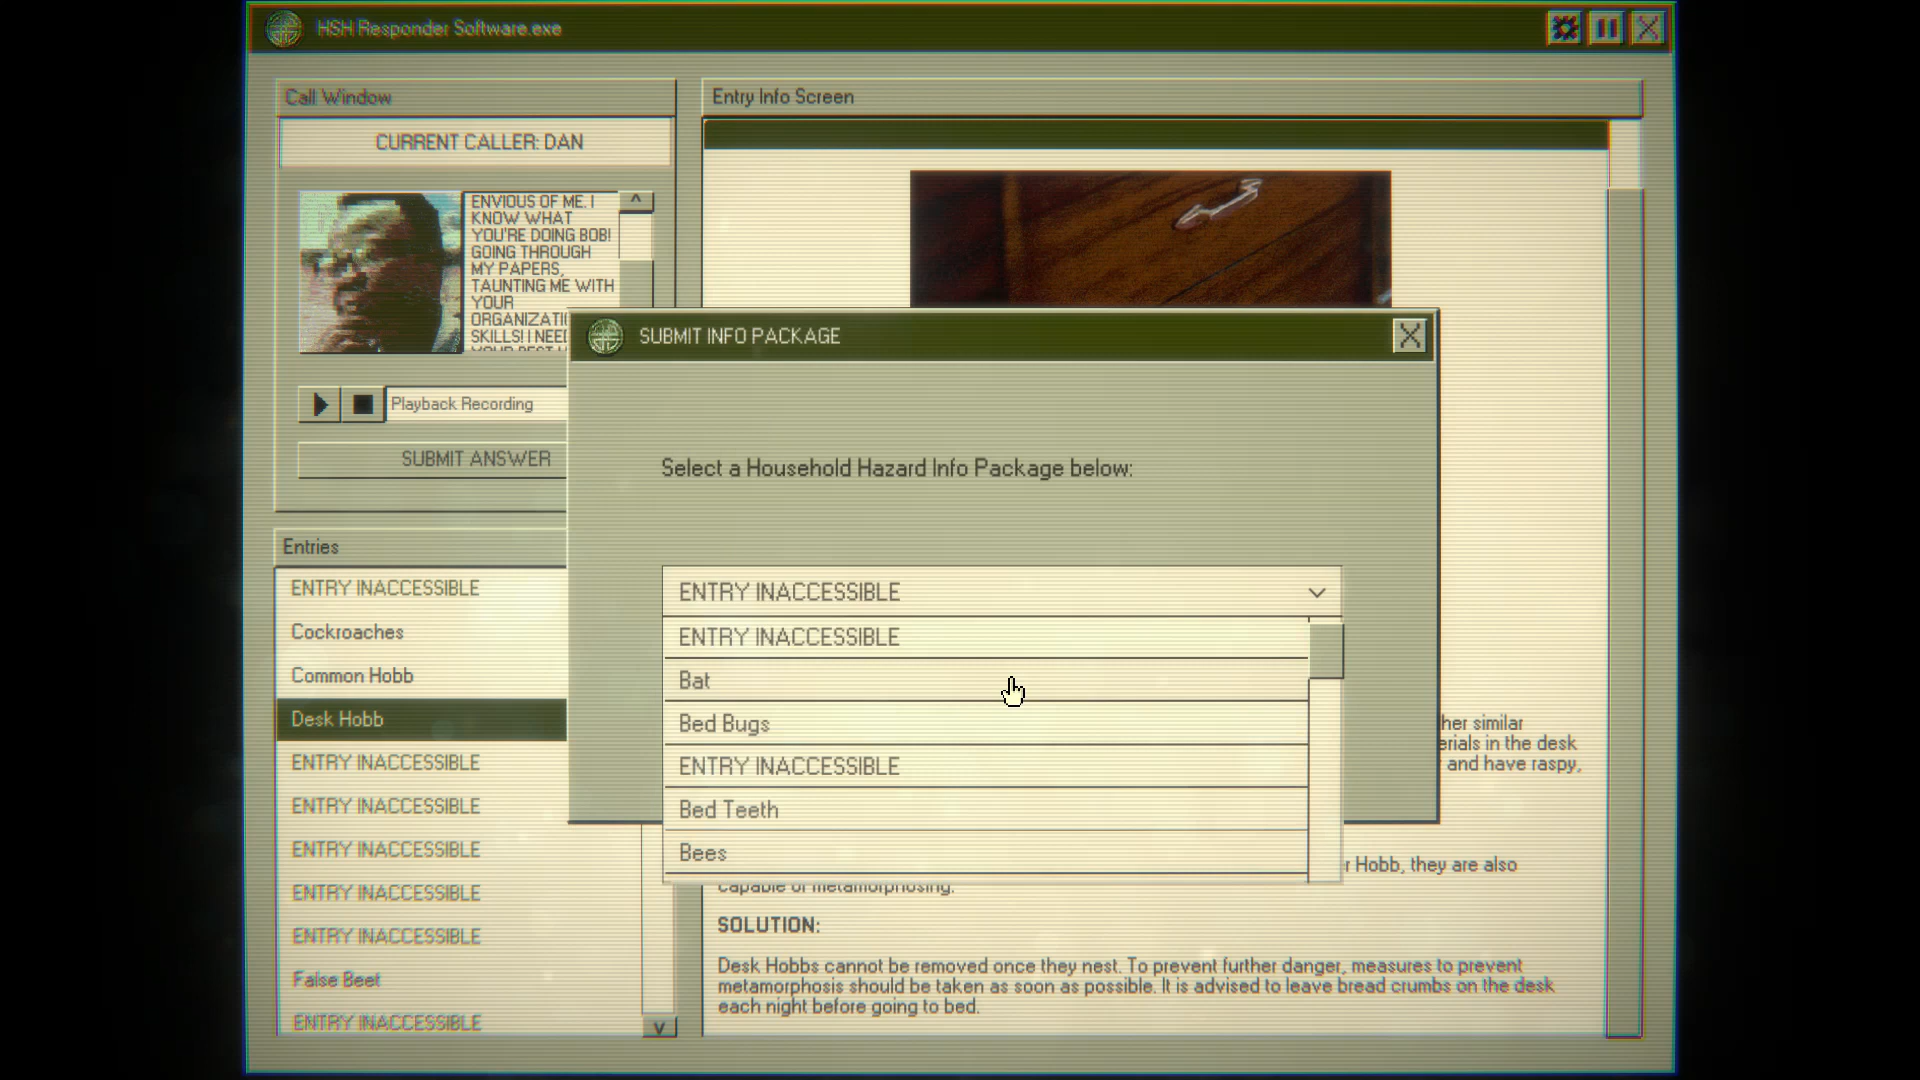 HSH Responder Software.exe
Call Window
CURRENT CALLER: DAN
ENVIOUS OF ME. I
KNOW WHAT
YOU'RE DOING BOB!
GOING THROUGH
MY PAPERS,
TAUNTING ME WITH
YOUR
ORGANIZATI
SKILLS! I NEED
Playback Recording
SUBMIT ANSWER
Entries
ENTRY INACCESSIBLE
Cockroaches
Common Hobb
Desk Hobb
ENTRY INACCESSIBLE
ENTRY INACCESSIBLE
ENTRY INACCESSIBLE
ENTRY INACCESSIBLE
ENTRY INACCESSIBLE
False Beet
ENTRY INACCESSIBLE
Entry Info Screen
SUBMIT INFO PACKAGE
Select a Household Hazard Info Package below:
ENTRY INACCESSIBLE
ENTRY INACCESSIBLE
Bat
Bed Bugs
ENTRY INACCESSIBLE
Bed Teeth
Bees
her similar
erials in the desk
and have raspy,
r Hobb, they are also
capable of metamorphosing.
SOLUTION:
Desk Hobbs cannot be removed once they nest. To prevent further danger, measures to prevent
metamorphosis should be taken as soon as possible. It is advised to leave bread crumbs on the desk
each night before going to bed.